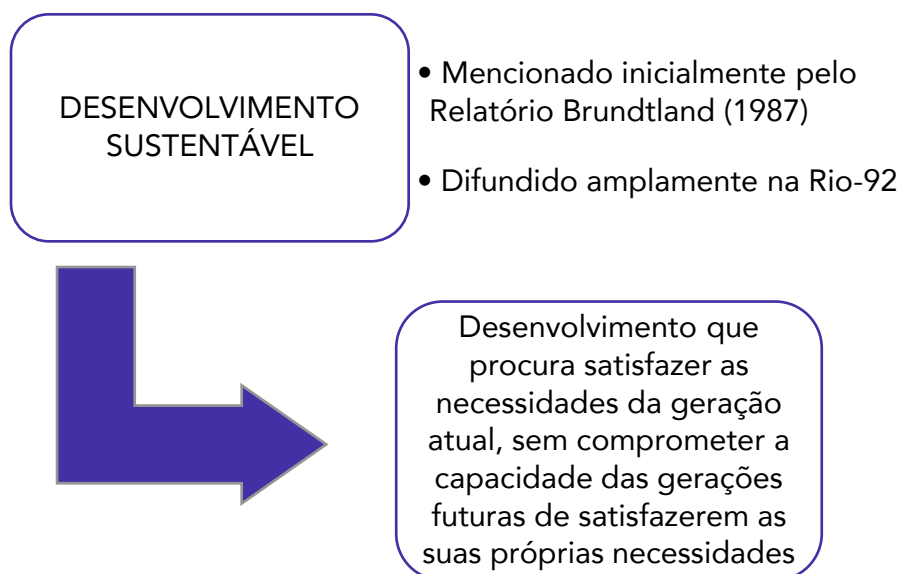 DESENVOLVIMENTO
SUSTENTÁVEL
• Mencionado inicialmente pelo
Relatório Brundtland (1987)
• Difundido amplamente na Rio-92
Desenvolvimento que
procura satisfazer as
necessidades da geração
atual, sem comprometer a
capacidade das gerações
futuras de satisfazerem as
suas próprias necessidades